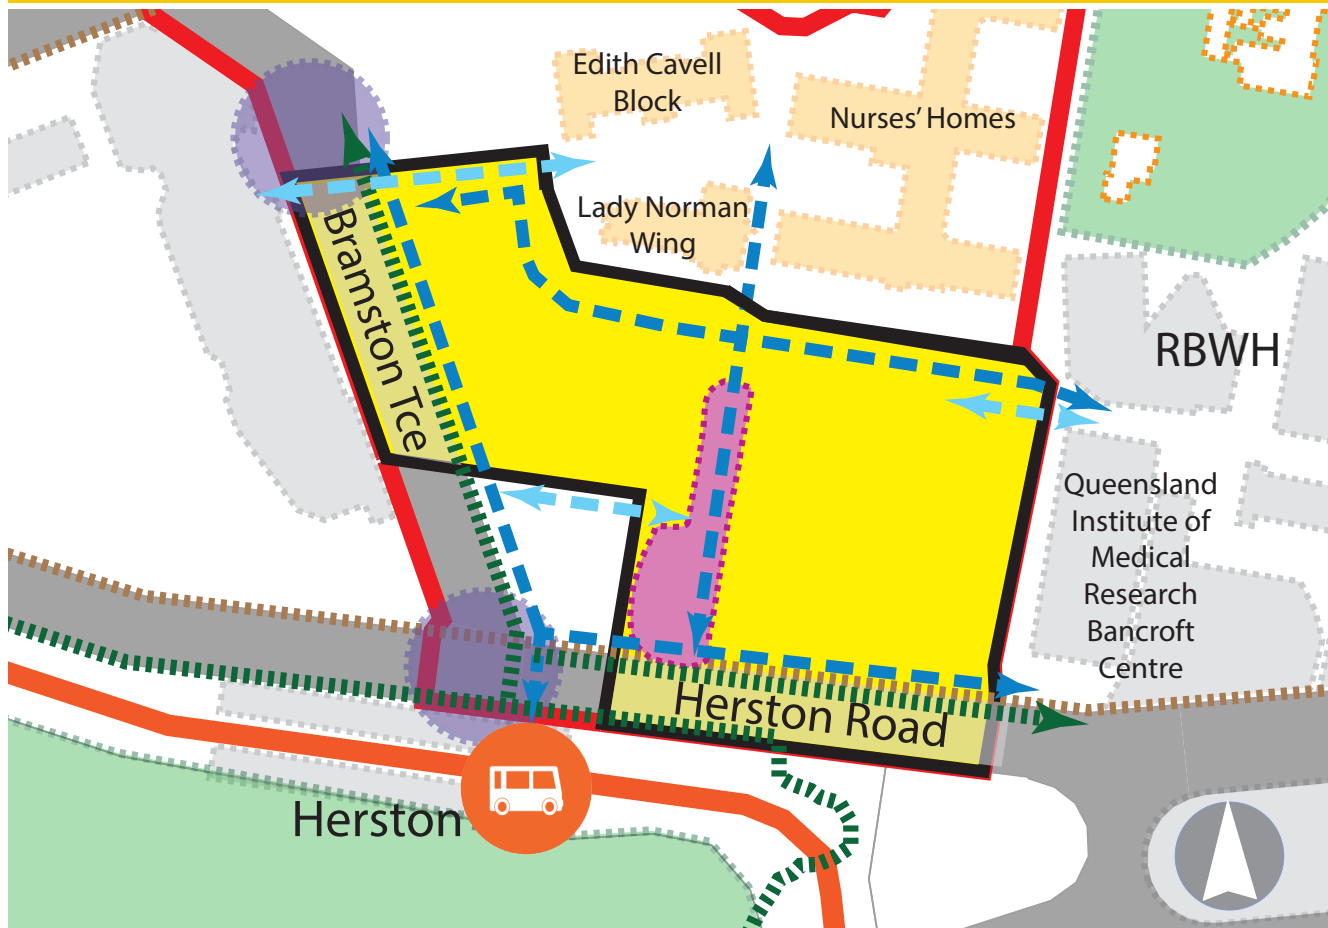 Edith Cavell
Block
Nurses' Homes
Lady Norman
Wing
Bramston Tce
RBWH
Queensland
Institute of
Medical
Research
Bancroft
Centre
Herston Road
Herston